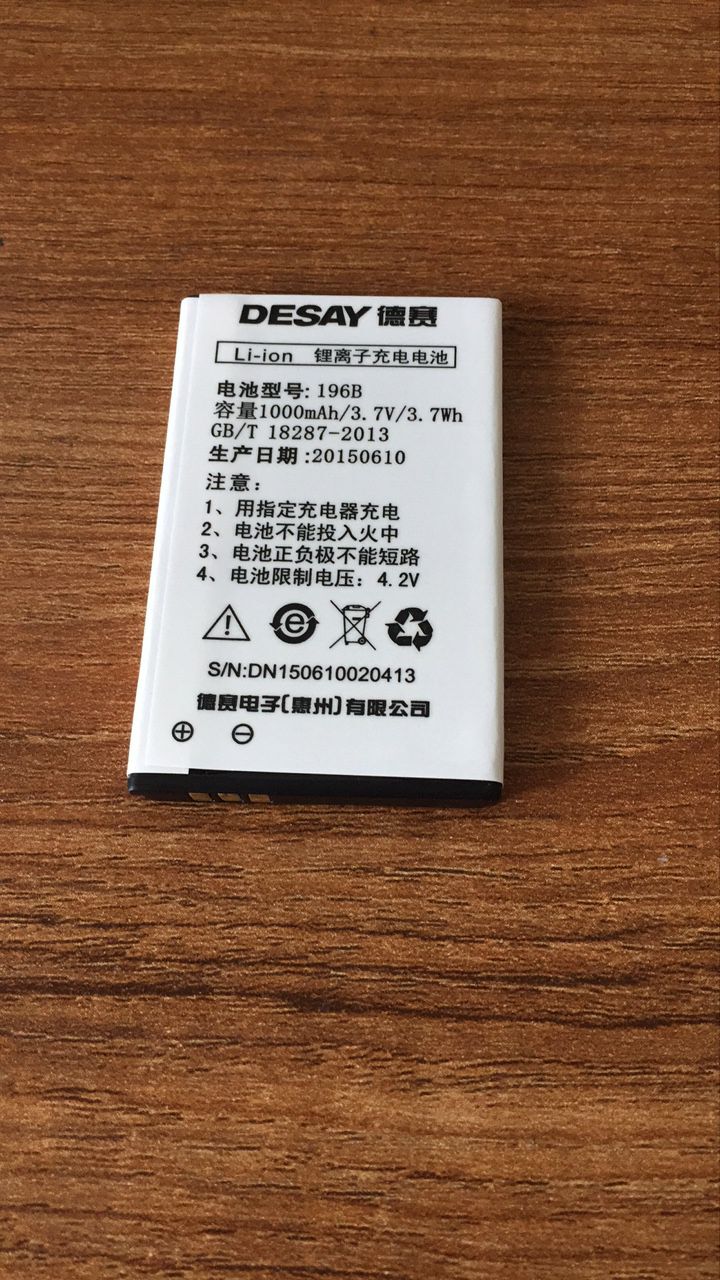 DESAY 德赛
Li-ion 锂离子充电电池
电池型号: 196B
容量1000mAh/3.7V/3.7Wh
GB/T 18287-2013
生产日期:20150610
注意：
1、用指定充电器充电
2、电池不能投入火中
3、电池正负极不能短路
4、电池限制电压: 4.2V
S/N:DN150610020413
德赛电子(惠州)有限公司
⊕ ⊖